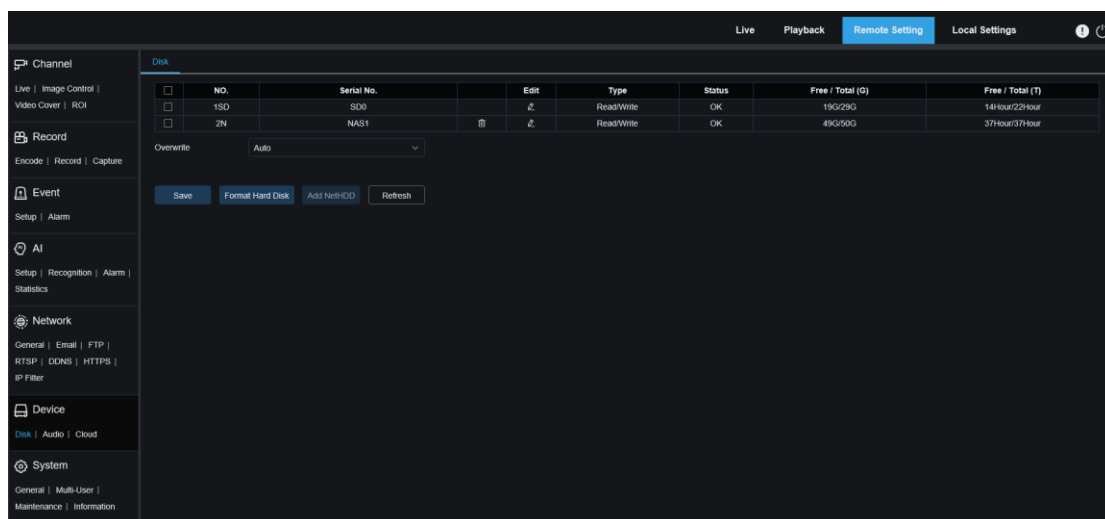 Live Playback Remote Setting Local Settings
Channel
Live | Image Control |
Video Cover | ROI
Record
Encode | Record | Capture
Event
Setup | Alarm
AI
Setup | Recognition | Alarm |
Statistics
Network
General | Email | FTP |
RTSP | DDNS | HTTPS |
IP Filter
Device
Disk | Audio | Cloud
System
General | Multi-User |
Maintenance | Information
Disk
NO. Serial No. Edit Type Status Free / Total (G) Free / Total (T)
1SD SD0 Read/Write OK 19G/29G 14Hour/22Hour
2N NAS1 Read/Write OK 49G/50G 37Hour/37Hour
Overwrite Auto
Save Format Hard Disk Add NetHDD Refresh